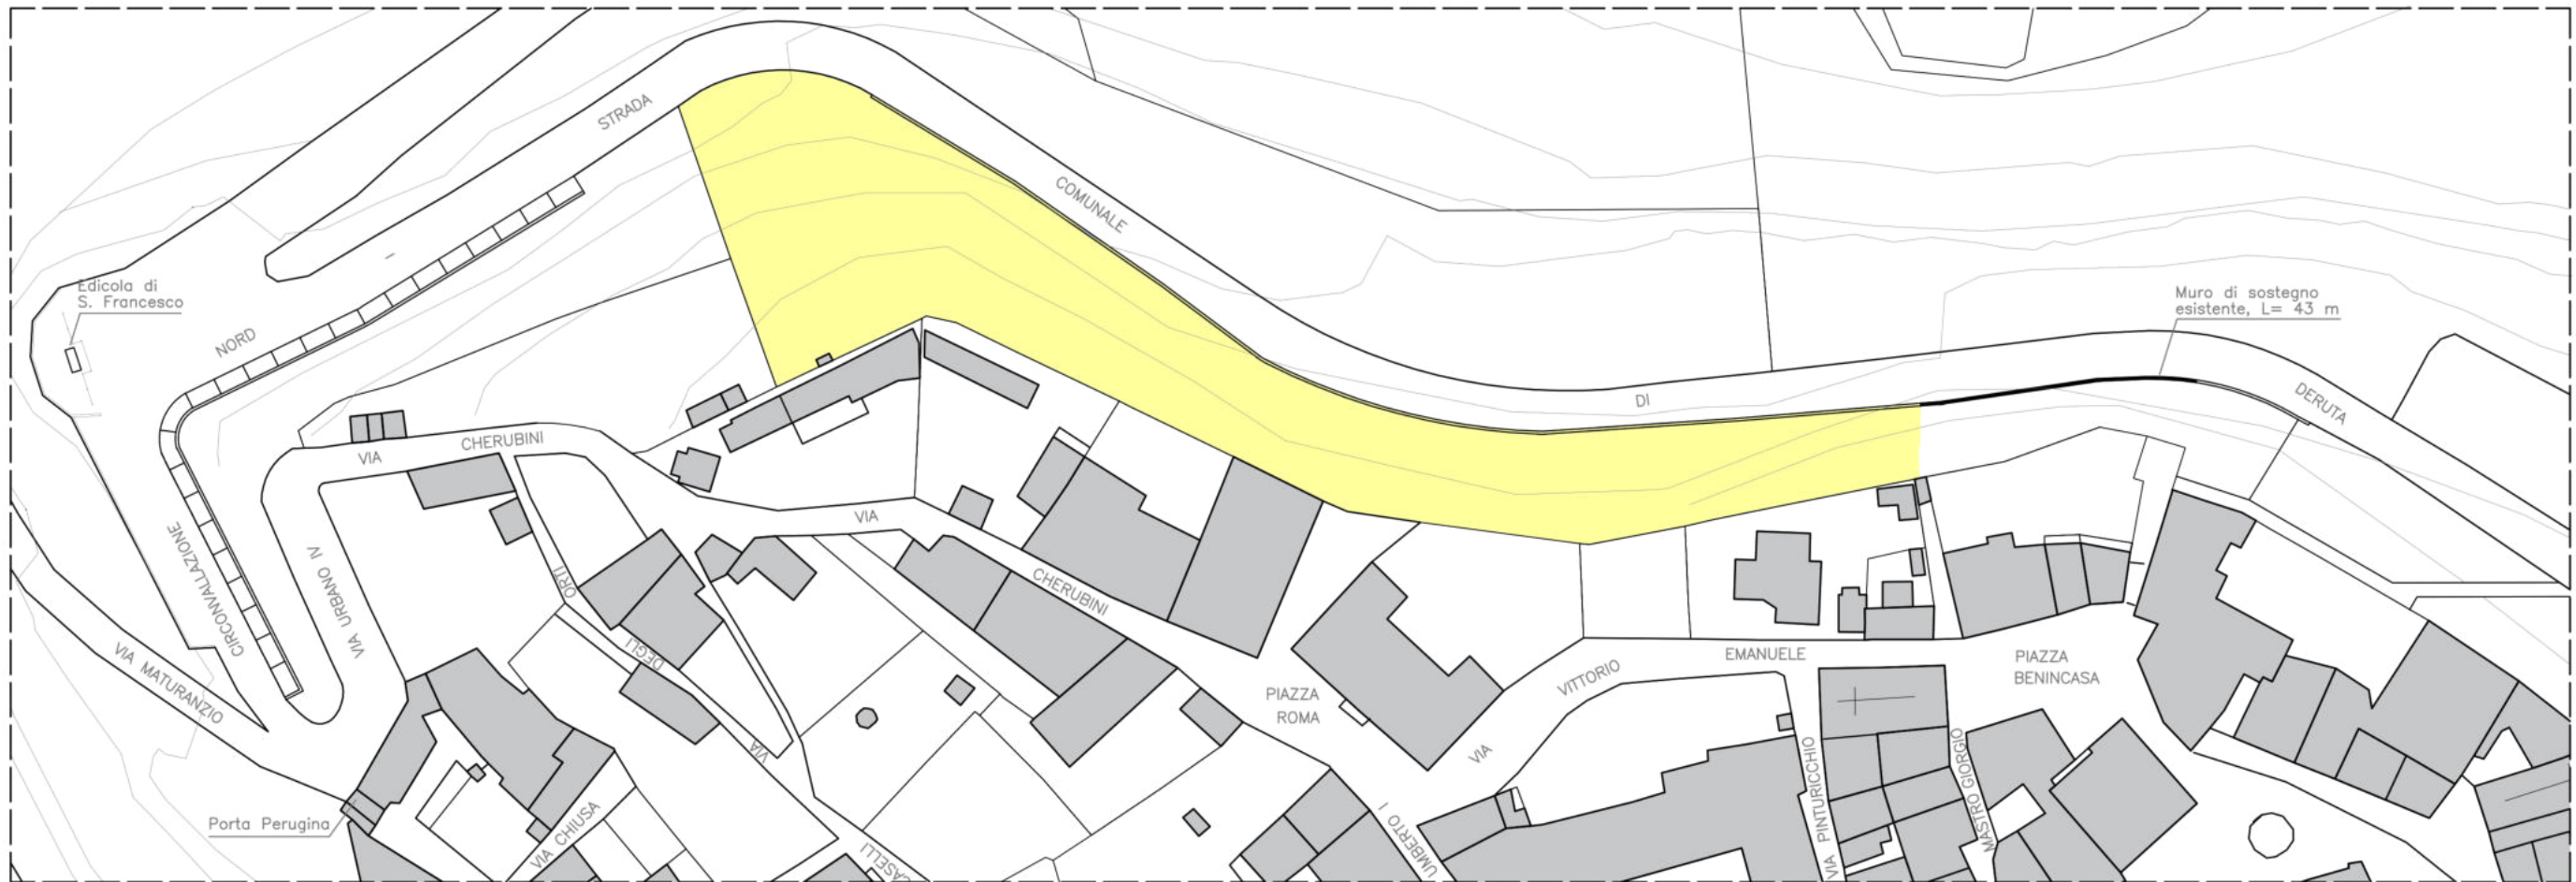 STRADA
COMUNALE
Edicola di
S. Francesco
Muro di sostegno
esistente, L= 43 m
NORD
DI
DERUTA
VIA
CHERUBINI
VIA
CIRCONVALLAZIONE
VIA URBANO IV
ORTI
CHERUBINI
DEGLI
VIA MATURANZIO
EMANUELE
PIAZZA
BENINCASA
VITTORIO
PIAZZA
ROMA
VIA
VIA
Porta Perugina
VIA CHIUSA
CASELLI
UMBERTO I
VIA PINTURICCHIO
MASTRO GIORGIO